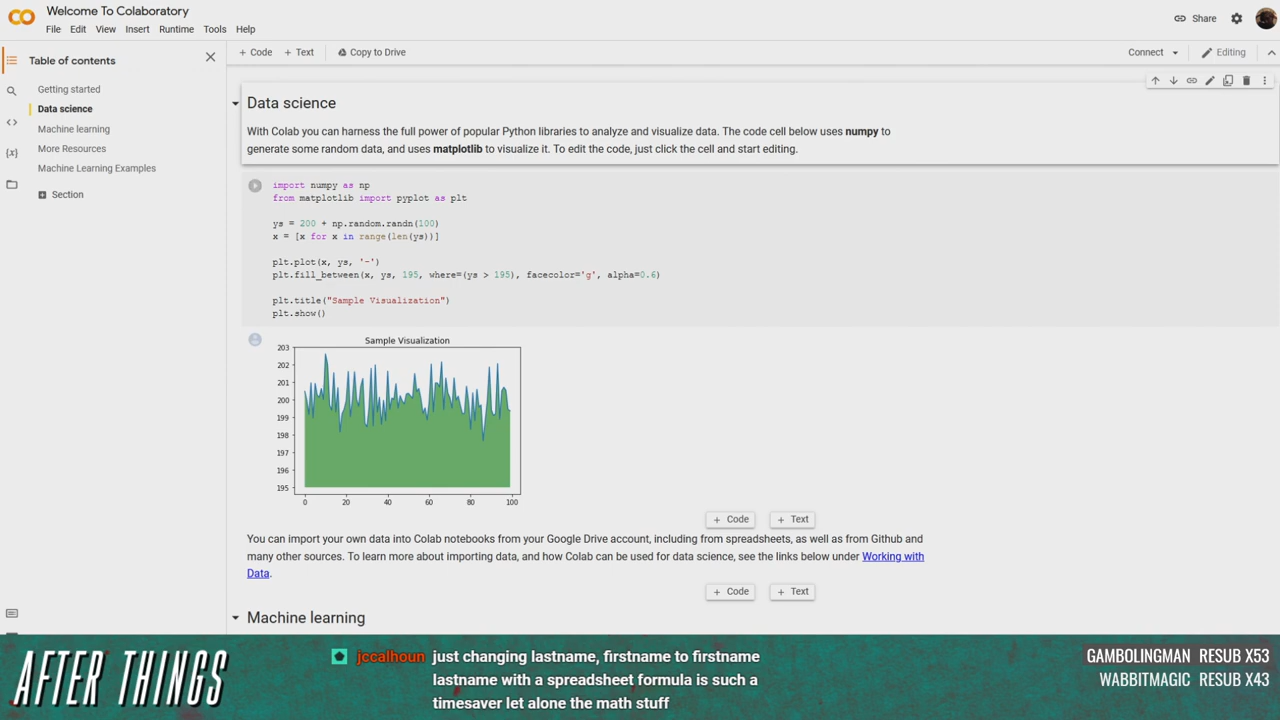 Welcome To Colaboratory
File Edit View Insert Runtime Tools Help
Share
Table of contents
Getting started
Data science
Machine learning
More Resources
Machine Learning Examples
Section
+ Code + Text Copy to Drive
Connect Editing
Data science
With Colab you can harness the full power of popular Python libraries to analyze and visualize data. The code cell below uses numpy to
generate some random data, and uses matplotlib to visualize it. To edit the code, just click the cell and start editing.
import numpy as np
from matplotlib import pyplot as plt
ys = 200 + np.random.randn(100)
x = [x for x in range(len(ys))]
plt.plot(x, ys, '-')
plt.fill_between(x, ys, 195, where=(ys > 195), facecolor='g', alpha=0.6)
plt.title("Sample Visualization")
plt.show()
Sample Visualization
203
202
201
200
199
198
197
196
195
0 20 40 60 80 100
+ Code + Text
You can import your own data into Colab notebooks from your Google Drive account, including from spreadsheets, as well as from Github and
many other sources. To learn more about importing data, and how Colab can be used for data science, see the links below under Working with
Data.
+ Code + Text
Machine learning
AFTER THINGS
jccalhoun just changing lastname, firstname to firstname
lastname with a spreadsheet formula is such a
timesaver let alone the math stuff
GAMBOLINGMAN RESUB X53
WABBITMAGIC RESUB X43